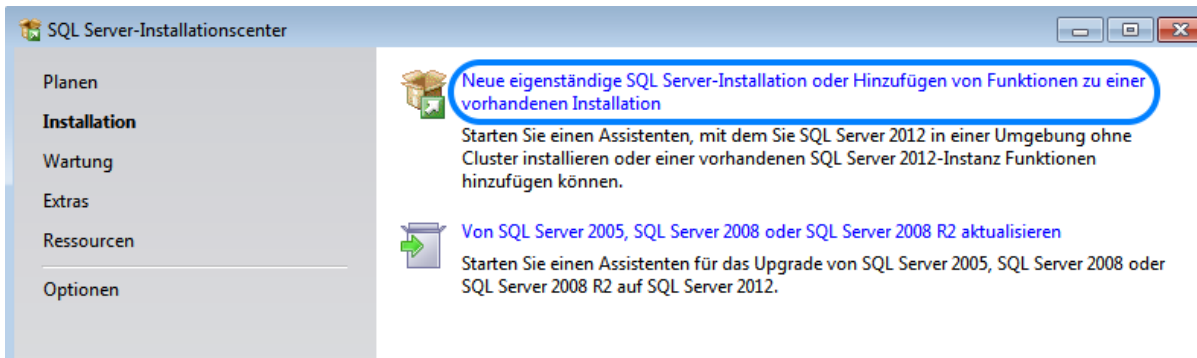 SQL Server-Installationscenter
Planen
Installation
Wartung
Extras
Ressourcen
Optionen
Neue eigenständige SQL Server-Installation oder Hinzufügen von Funktionen zu einer
vorhandenen Installation
Starten Sie einen Assistenten, mit dem Sie SQL Server 2012 in einer Umgebung ohne
Cluster installieren oder einer vorhandenen SQL Server 2012-Instanz Funktionen
hinzufügen können.
Von SQL Server 2005, SQL Server 2008 oder SQL Server 2008 R2 aktualisieren
Starten Sie einen Assistenten für das Upgrade von SQL Server 2005, SQL Server 2008 oder
SQL Server 2008 R2 auf SQL Server 2012.